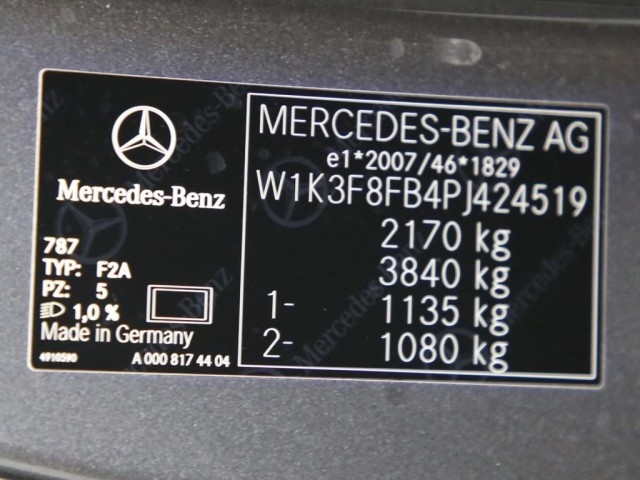 Mercedes-Benz
787
TYP: F2A
PZ: 5
1,0 %
Made in Germany
4910590
A 000 817 44 04
MERCEDES-BENZ AG
e1*2007/46*1829
W1K3F8FB4PJ424519
2170 kg
3840 kg
1- 1135 kg
2- 1080 kg